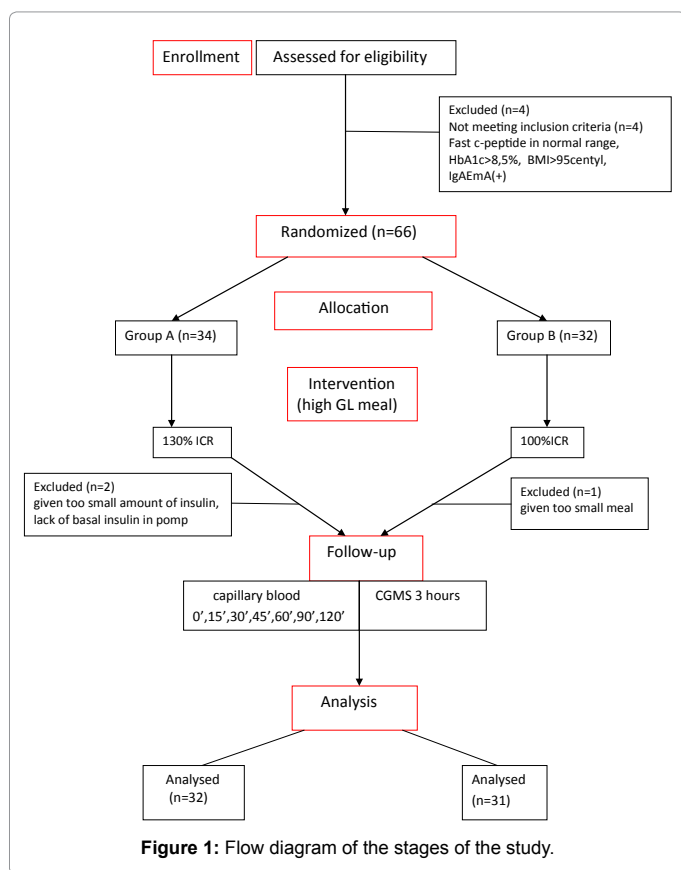 Enrollment
Assessed for eligibility
Excluded (n=4)
Not meeting inclusion criteria (n=4)
Fast c-peptide in normal range,
HbA1c>8,5%, BMI>95centyl,
IgAEmA(+)
Randomized (n=66)
Allocation
Group A (n=34)
Group B (n=32)
Intervention
(high GL meal)
130% ICR
100%ICR
Excluded (n=2)
given too small amount of insulin,
lack of basal insulin in pomp
Excluded (n=1)
given too small meal
Follow-up
capillary blood
0’,15’,30’,45’,60’,90’,120’
CGMS 3 hours
Analysis
Analysed
(n=32)
Analysed
(n=31)
Figure 1: Flow diagram of the stages of the study.